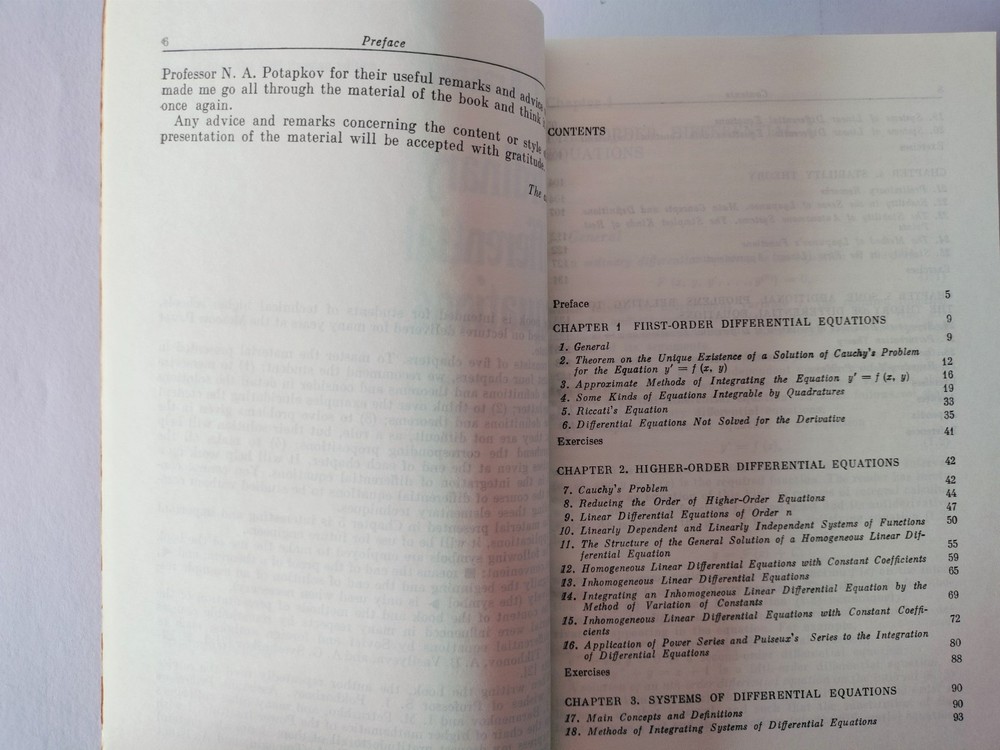 6 Preface
Professor N. A. Potapkov for their useful remarks and advice
made me go all through the material of the book and think
once again.
Any advice and remarks concerning the content or style
presentation of the material will be accepted with gratitude.
The
CONTENTS
Preface 5
CHAPTER 1 FIRST-ORDER DIFFERENTIAL EQUATIONS 9
1. General 9
2. Theorem on the Unique Existence of a Solution of Cauchy's Problem
for the Equation y' = f (x, y) 12
3. Approximate Methods of Integrating the Equation y' = f (x, y) 16
4. Some Kinds of Equations Integrable by Quadratures 19
5. Riccati's Equation 33
6. Differential Equations Not Solved for the Derivative 35
Exercises 41
CHAPTER 2. HIGHER-ORDER DIFFERENTIAL EQUATIONS 42
7. Cauchy's Problem 42
8. Reducing the Order of Higher-Order Equations 44
9. Linear Differential Equations of Order n 47
10. Linearly Dependent and Linearly Independent Systems of Functions 50
11. The Structure of the General Solution of a Homogeneous Linear Dif-
ferential Equation 55
12. Homogeneous Linear Differential Equations with Constant Coefficients 59
13. Inhomogeneous Linear Differential Equations 65
14. Integrating an Inhomogeneous Linear Differential Equation by the
Method of Variation of Constants 69
15. Inhomogeneous Linear Differential Equations with Constant Coeffi-
cients 72
16. Application of Power Series and Puiseux's Series to the Integration
of Differential Equations 80
Exercises 88
CHAPTER 3. SYSTEMS OF DIFFERENTIAL EQUATIONS 90
17. Main Concepts and Definitions 90
18. Methods of Integrating Systems of Differential Equations 93